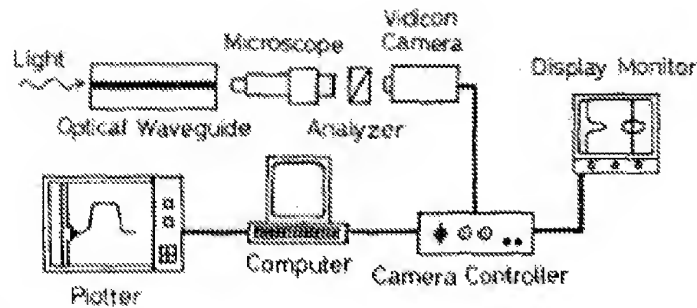 Microscope
Vidicon
Camera
Light
Display Monitor
Optical Waveguide
Analyzer
Computer
Camera Controller
Plotter